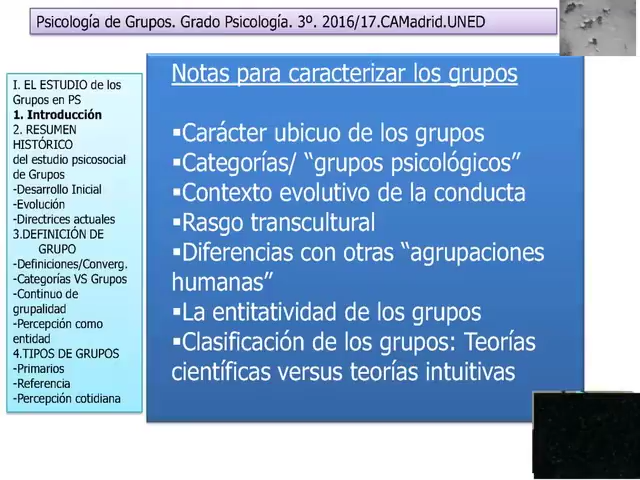 Psicología de Grupos. Grado Psicología. 3º. 2016/17.CAMadrid.UNED
I. EL ESTUDIO de los
Grupos en PS
1. Introducción
2. RESUMEN
HISTÓRICO
del estudio psicosocial
de Grupos
-Desarrollo Inicial
-Evolución
-Directrices actuales
3.DEFINICIÓN DE
GRUPO
-Definiciones/Converg.
-Categorías VS Grupos
-Continuo de
grupalidad
-Percepción como
entidad
4.TIPOS DE GRUPOS
-Primarios
-Referencia
-Percepción cotidiana
Notas para caracterizar los grupos
▪Carácter ubicuo de los grupos
▪Categorías/ “grupos psicológicos”
▪Contexto evolutivo de la conducta
▪Rasgo transcultural
▪Diferencias con otras “agrupaciones
humanas”
▪La entitatividad de los grupos
▪Clasificación de los grupos: Teorías
científicas versus teorías intuitivas